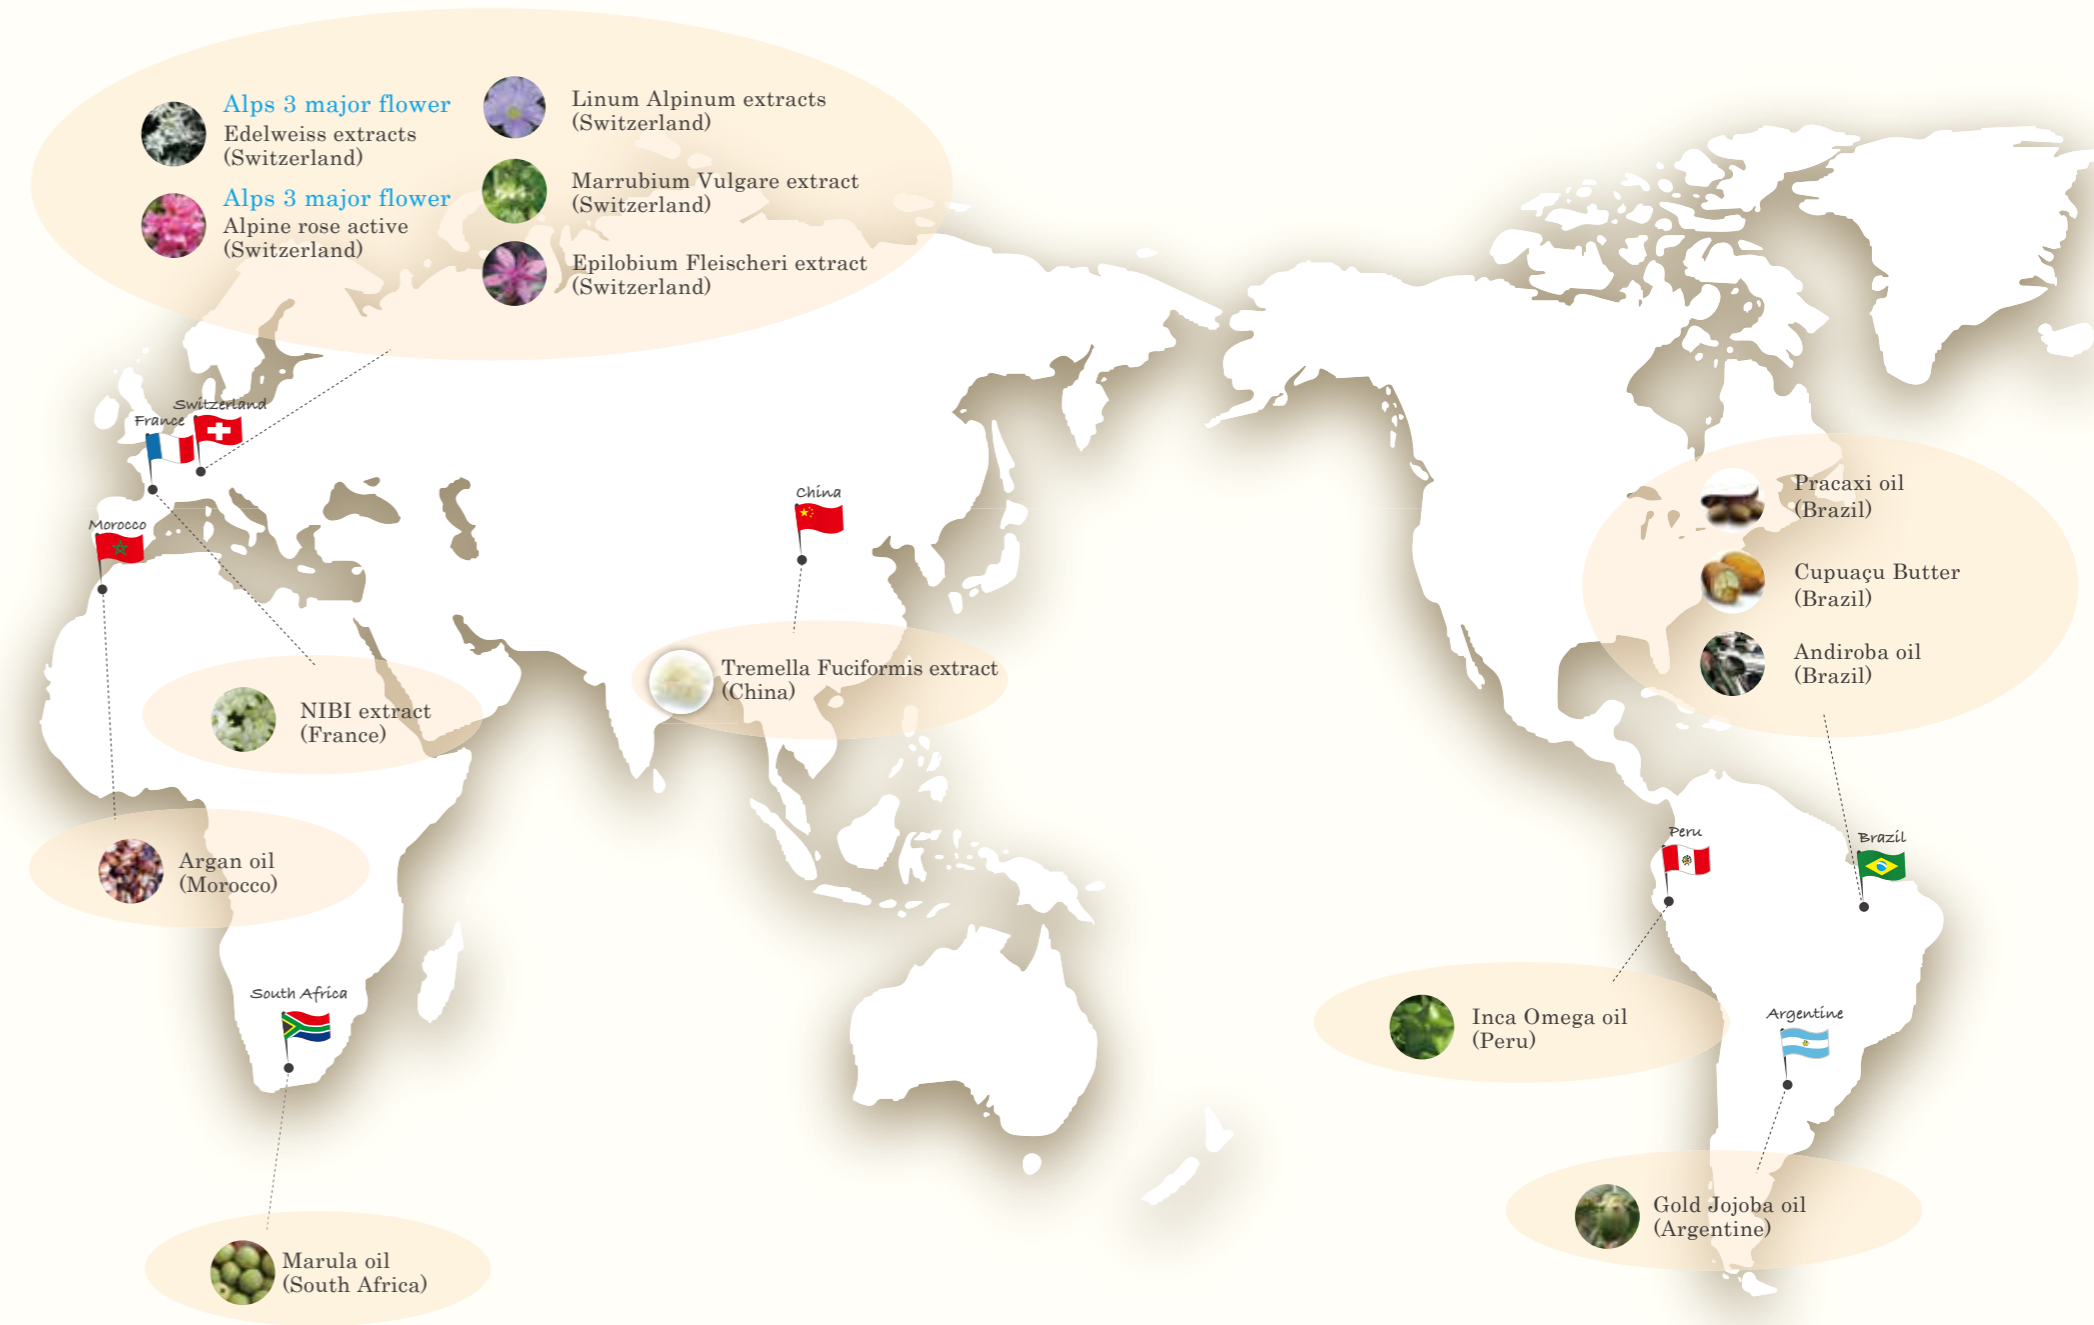 Alps 3 major flower
Edelweiss extracts
(Switzerland)
Alps 3 major flower
Alpine rose active
(Switzerland)
Linum Alpinum extracts
(Switzerland)
Marrubium Vulgare extract
(Switzerland)
Epilobium Fleischeri extract
(Switzerland)
Switzerland
France
Morocco
China
NIBI extract
(France)
Tremella Fuciformis extract
(China)
Argan oil
(Morocco)
South Africa
Marula oil
(South Africa)
Pracaxi oil
(Brazil)
Cupuaçu Butter
(Brazil)
Andiroba oil
(Brazil)
Peru
Brazil
Inca Omega oil
(Peru)
Argentine
Gold Jojoba oil
(Argentine)